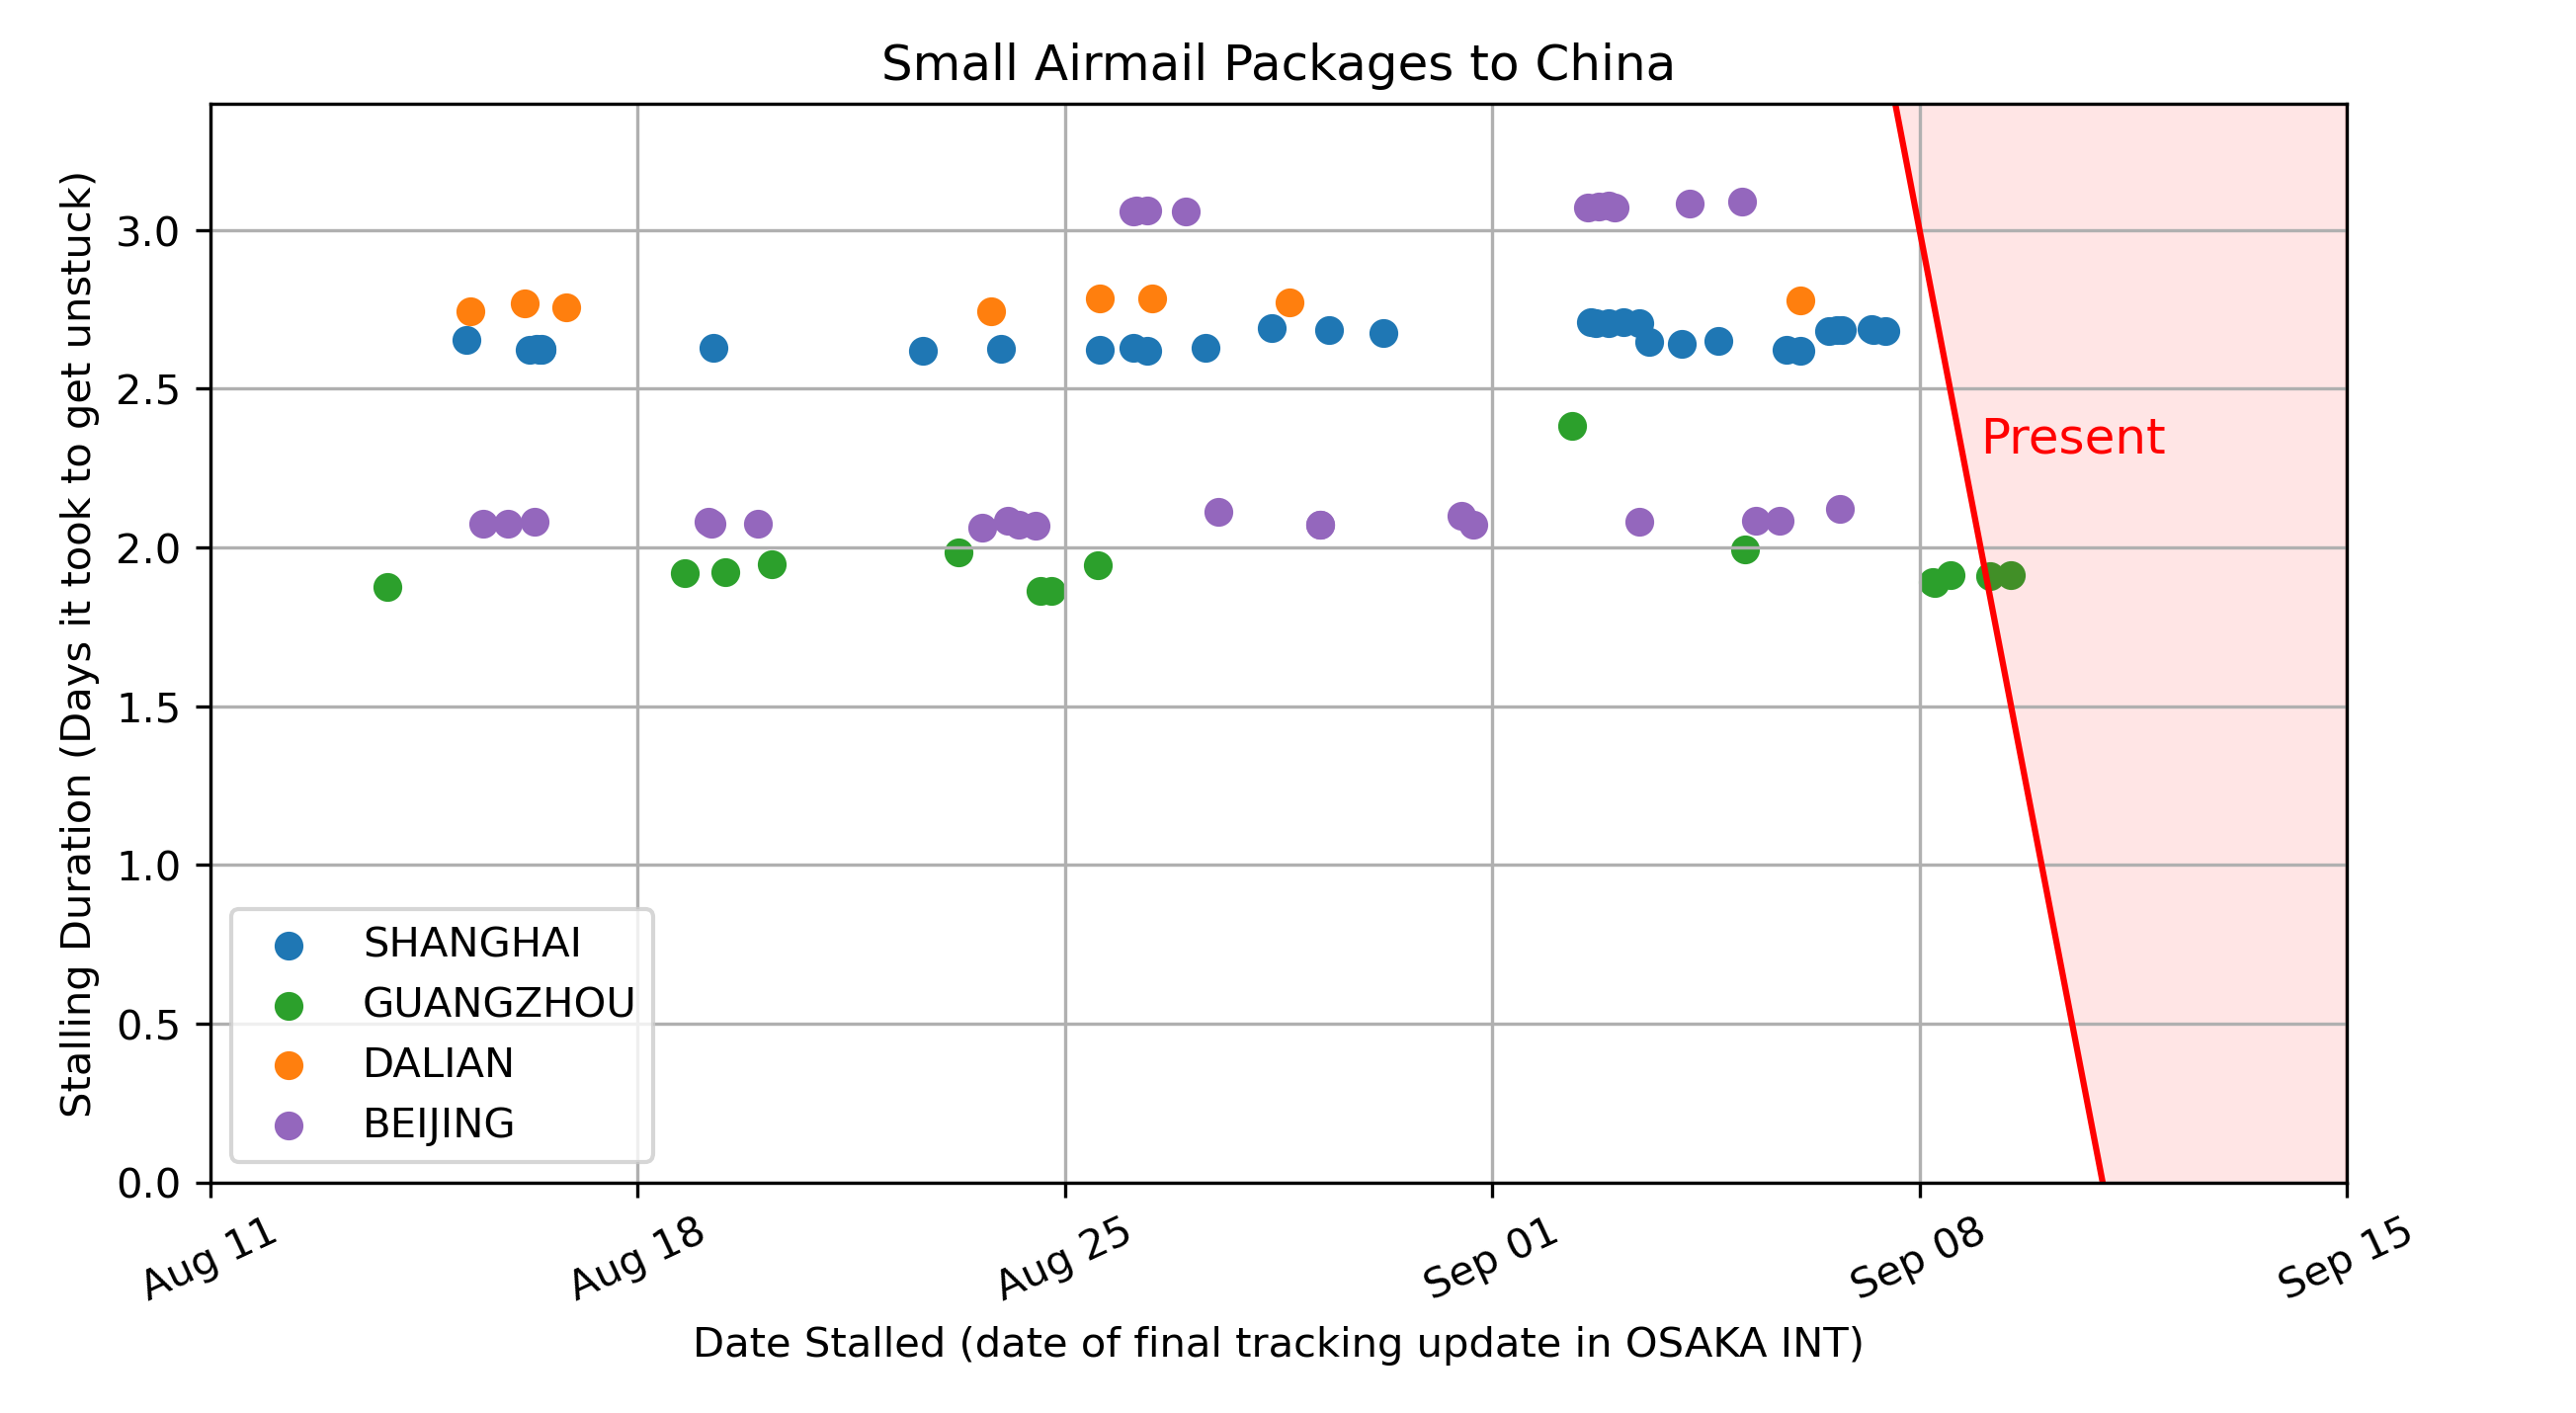 Small Airmail Packages to China
Stalling Duration (Days it took to get unstuck)
3.0
2.5
2.0
1.5
1.0
0.5
0.0
Present
SHANGHAI
GUANGZHOU
DALIAN
BEIJING
Aug 11
Aug 18
Aug 25
Sep 01
Sep 08
Sep 15
Date Stalled (date of final tracking update in OSAKA INT)